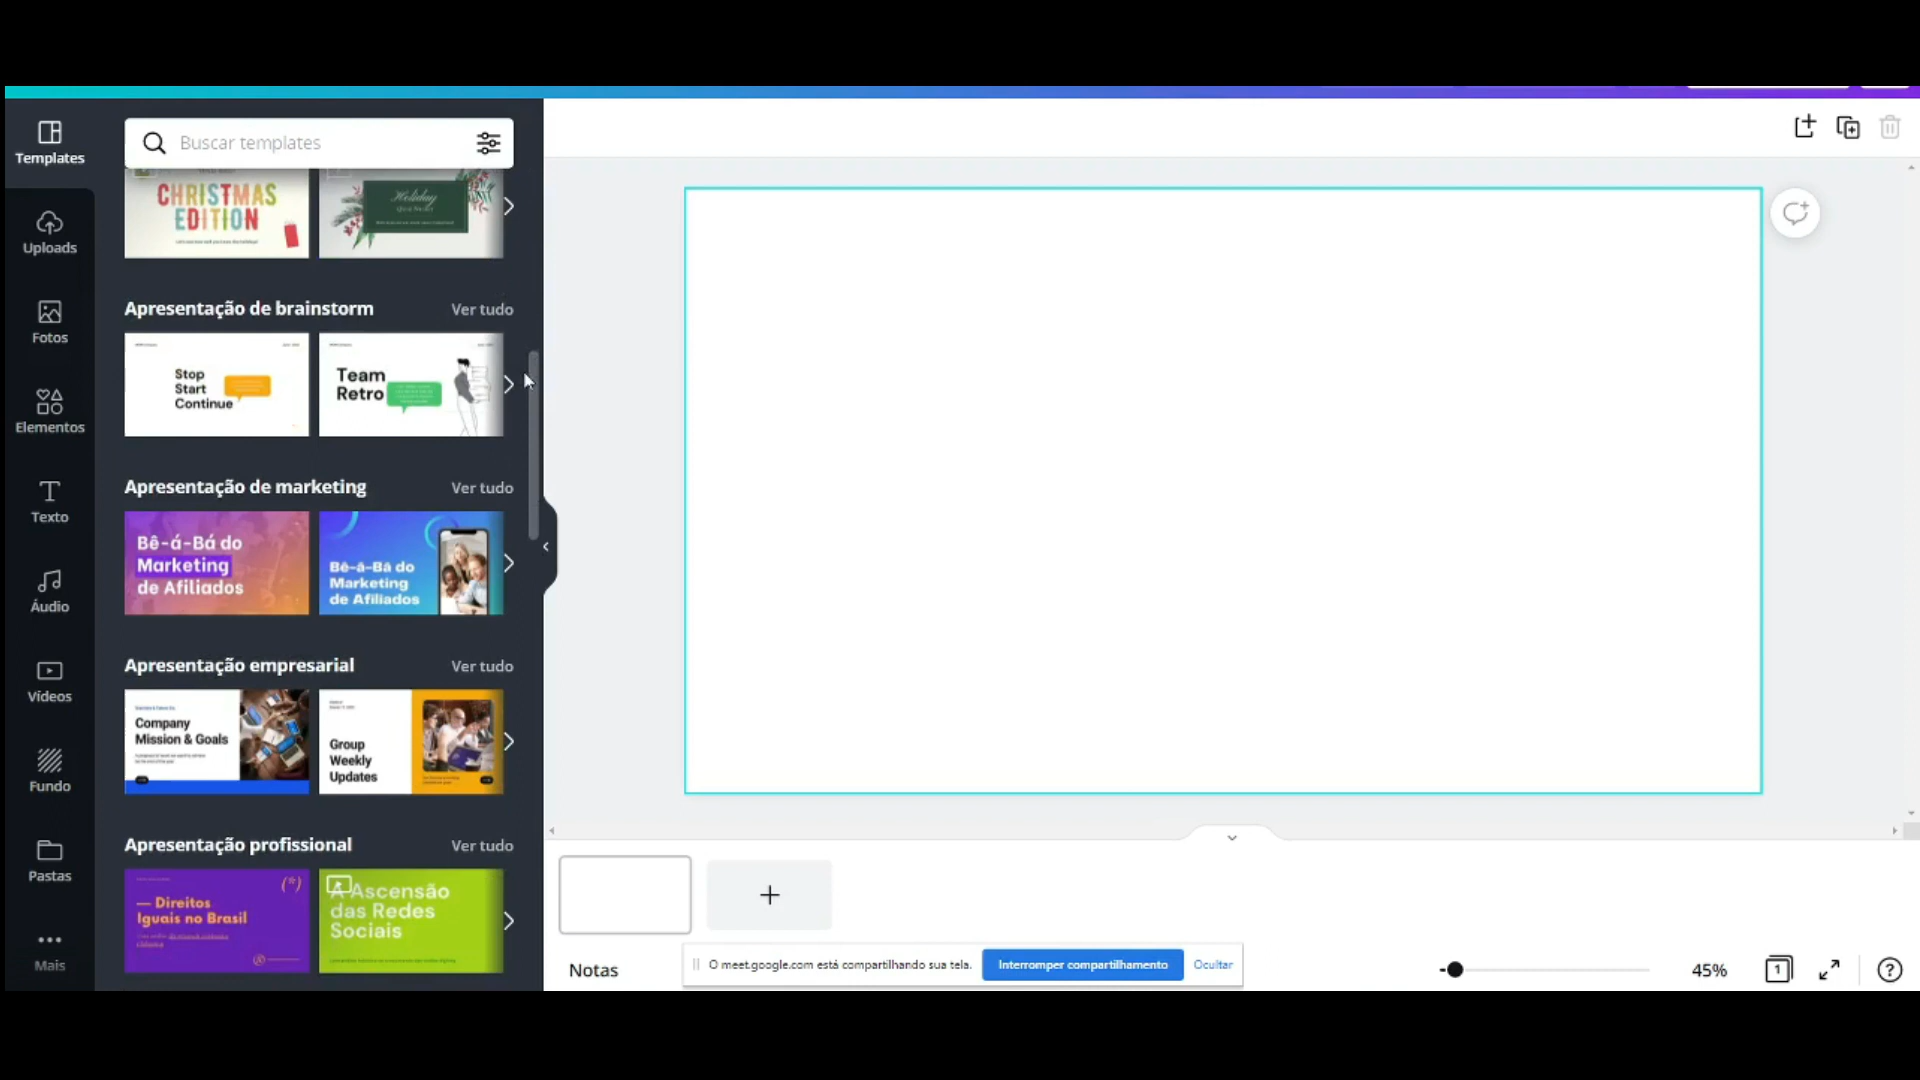 Templates
Uploads
Fotos
Elementos
Texto
Áudio
Vídeos
Fundo
Pastas
Mais
Buscar templates
CHRISTMAS
EDITION
Holiday
Apresentação de brainstorm
Ver tudo
Stop
Start
Continue
Team
Retro
Apresentação de marketing
Ver tudo
Bê-á-Bá do
Marketing
de Afiliados
Bê-á-Bá do
Marketing
de Afiliados
Apresentação empresarial
Ver tudo
Company
Mission & Goals
Group
Weekly
Updates
Apresentação profissional
Ver tudo
— Direitos
Iguais no Brasil
A Ascensão
das Redes
Sociais
Notas
O meet.google.com está compartilhando sua tela.
Interromper compartilhamento
Ocultar
45%
1